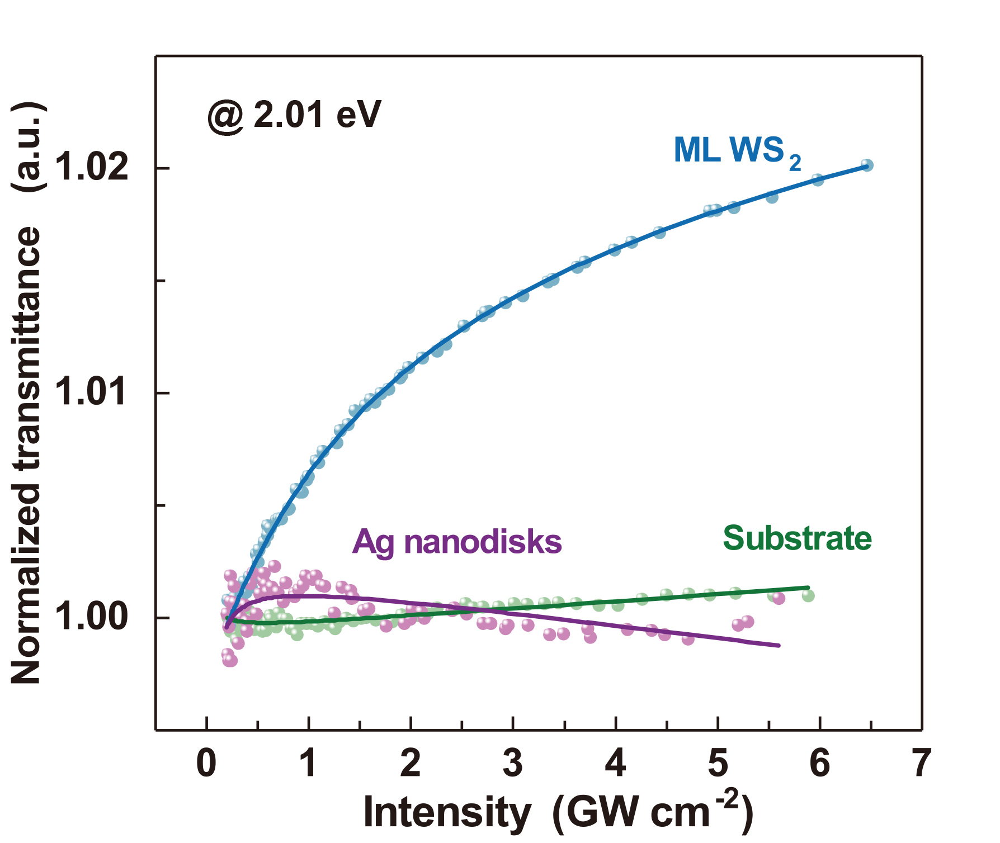 @ 2.01 eV
ML WS2
1.02
1.01
1.00
Normalized transmittance (a.u.)
Ag nanodisks
Substrate
0 1 2 3 4 5 6 7
Intensity (GW cm-2)